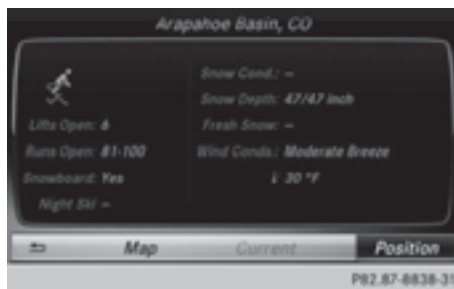 Arapahoe Basin, CO
Lifts Open: 6
Runs Open: 81-100
Snowboard: Yes
Night Ski –
Snow Cond.: –
Snow Depth: 47/47 inch
Fresh Snow: –
Wind Conds.: Moderate Breeze
30 °F
Map
Current
Position
P82.87-8838-31